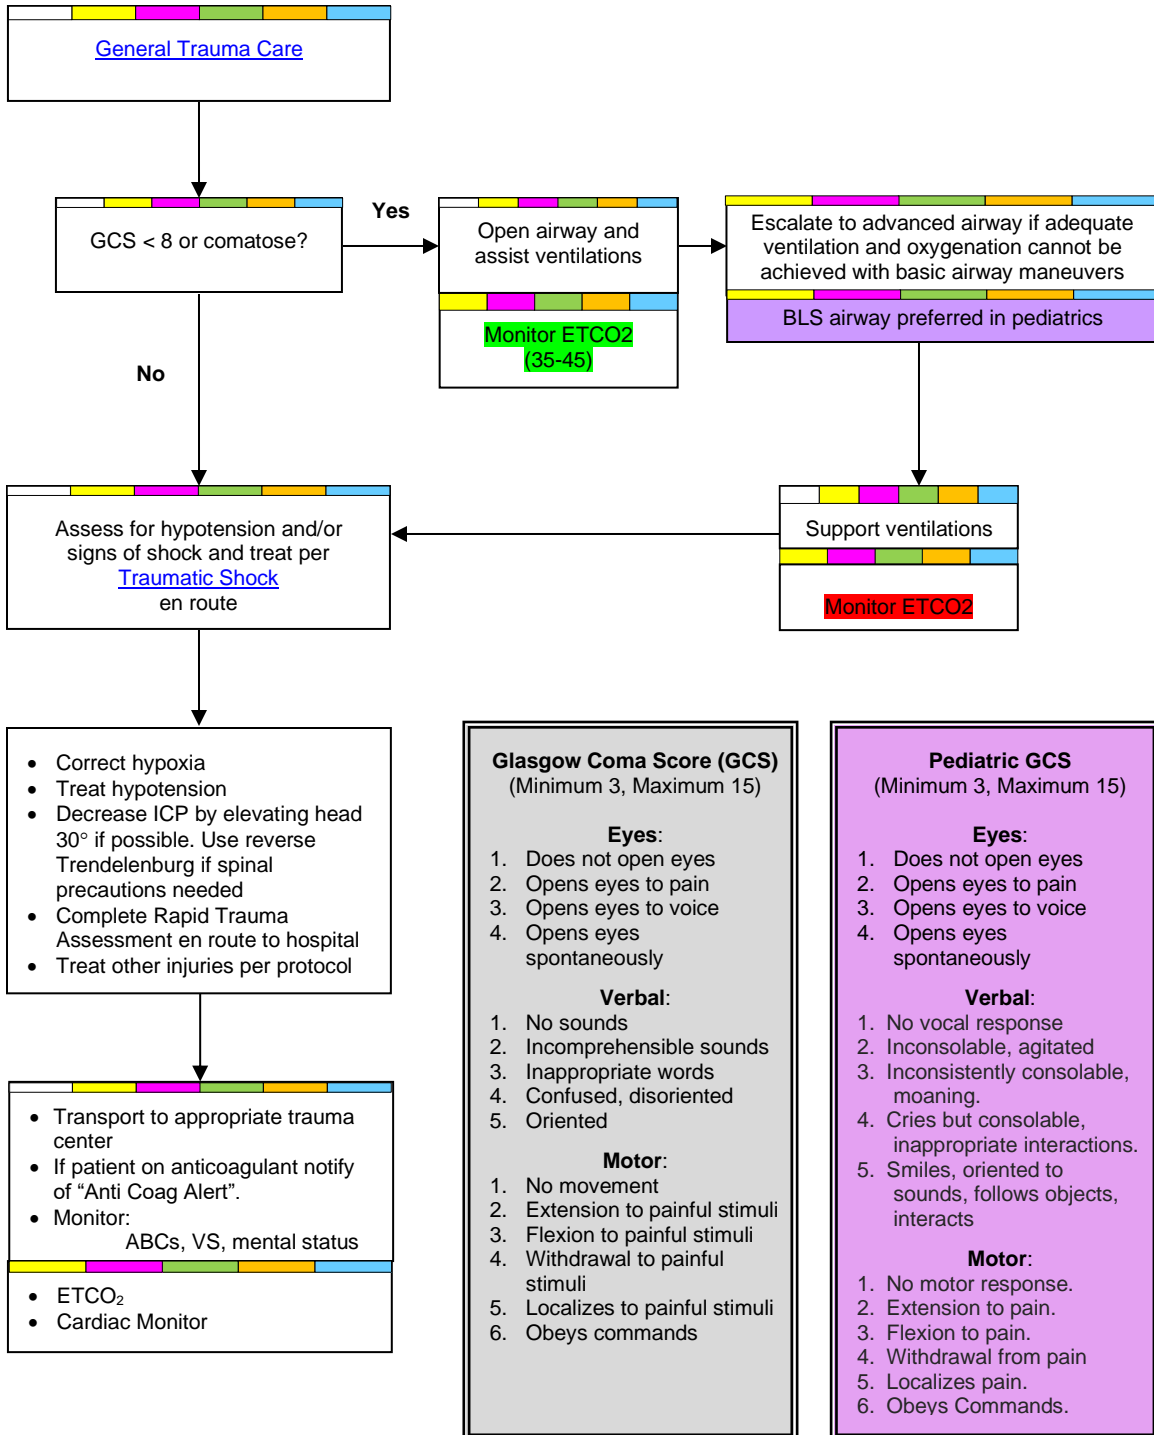 General Trauma Care
GCS < 8 or comatose?
Yes
Open airway and
assist ventilations
Monitor ETCO2
(35-45)
Escalate to advanced airway if adequate
ventilation and oxygenation cannot be
achieved with basic airway maneuvers
BLS airway preferred in pediatrics
No
Assess for hypotension and/or
signs of shock and treat per
Traumatic Shock
en route
Support ventilations
Monitor ETCO2
• Correct hypoxia
• Treat hypotension
• Decrease ICP by elevating head
30° if possible. Use reverse
Trendelenburg if spinal
precautions needed
• Complete Rapid Trauma
Assessment en route to hospital
• Treat other injuries per protocol
• Transport to appropriate trauma
center
• If patient on anticoagulant notify
of “Anti Coag Alert”.
• Monitor:
ABCs, VS, mental status
• ETCO₂
• Cardiac Monitor
Glasgow Coma Score (GCS)
(Minimum 3, Maximum 15)
Eyes:
1. Does not open eyes
2. Opens eyes to pain
3. Opens eyes to voice
4. Opens eyes
spontaneously
Verbal:
1. No sounds
2. Incomprehensible sounds
3. Inappropriate words
4. Confused, disoriented
5. Oriented
Motor:
1. No movement
2. Extension to painful stimuli
3. Flexion to painful stimuli
4. Withdrawal to painful
stimuli
5. Localizes to painful stimuli
6. Obeys commands
Pediatric GCS
(Minimum 3, Maximum 15)
Eyes:
1. Does not open eyes
2. Opens eyes to pain
3. Opens eyes to voice
4. Opens eyes
spontaneously
Verbal:
1. No vocal response
2. Inconsolable, agitated
3. Inconsistently consolable,
moaning.
4. Cries but consolable,
inappropriate interactions.
5. Smiles, oriented to
sounds, follows objects,
interacts
Motor:
1. No motor response.
2. Extension to pain.
3. Flexion to pain.
4. Withdrawal from pain
5. Localizes pain.
6. Obeys Commands.